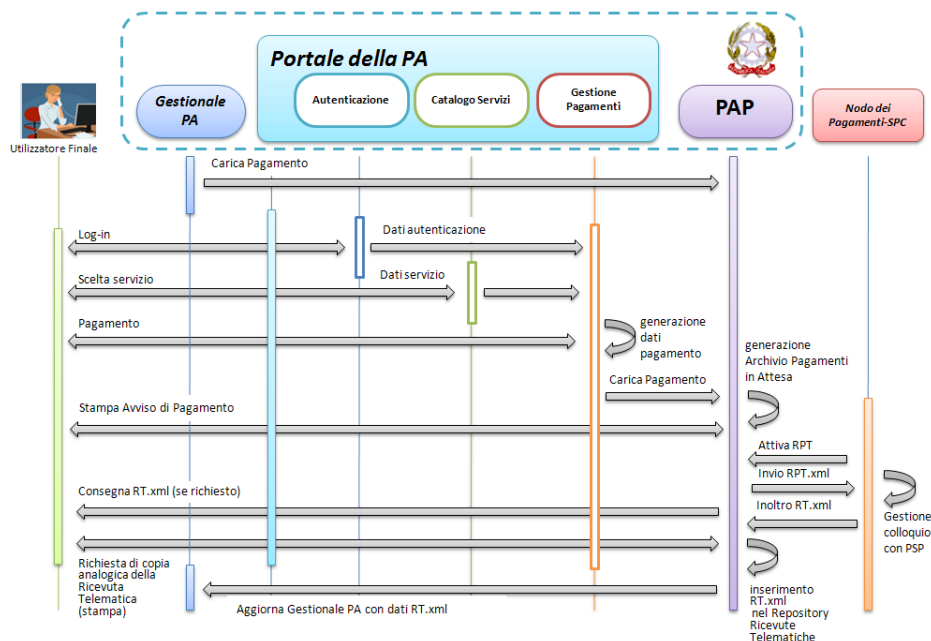 Portale della PA
Autenticazione
Catalogo Servizi
Gestione
Pagamenti
Gestionale
PA
PAP
Nodo dei
Pagamenti-SPC
Utilizzatore Finale
Carica Pagamento
Log-in
Dati autenticazione
Scelta servizio
Dati servizio
Pagamento
generazione
dati
pagamento
generazione
Archivio Pagamenti
in Attesa
Carica Pagamento
Stampa Avviso di Pagamento
Attiva RPT
Invio RPT.xml
Consegna RT.xml (se richiesto)
Inoltro RT.xml
Gestione
colloquio
con PSP
Richiesta di copia
analogica della
Ricevuta
Telematica
(stampa)
Aggiorna Gestionale PA con dati RT.xml
inserimento
RT.xml
nel Repository
Ricevute
Telematiche